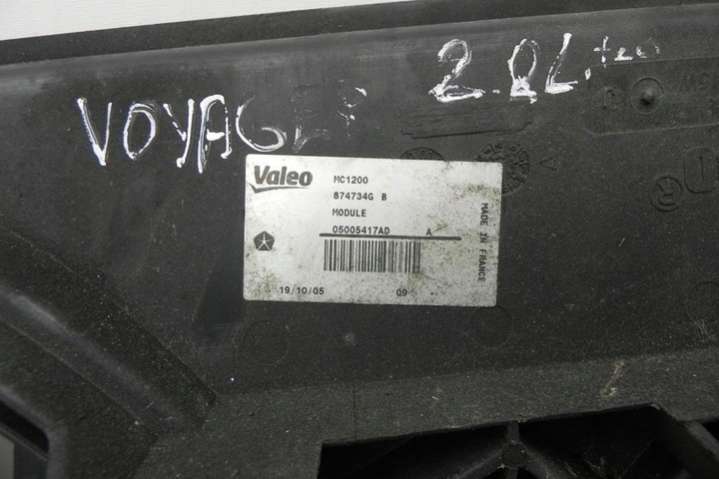 VOYAGER
2.8L.
Valeo
MC1200
874734G B
MODULE
05005417AD A
19/10/05 09
MADE IN FRANCE